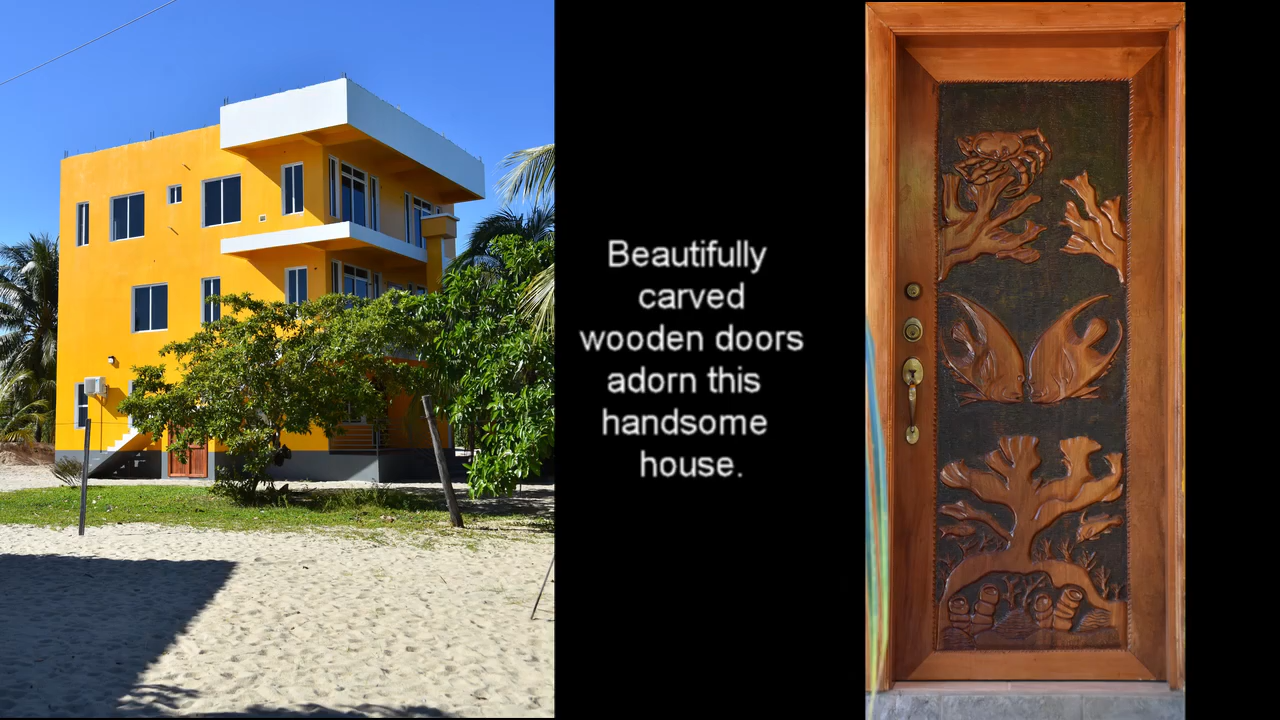 Beautifully
carved
wooden doors
adorn this
handsome
house.